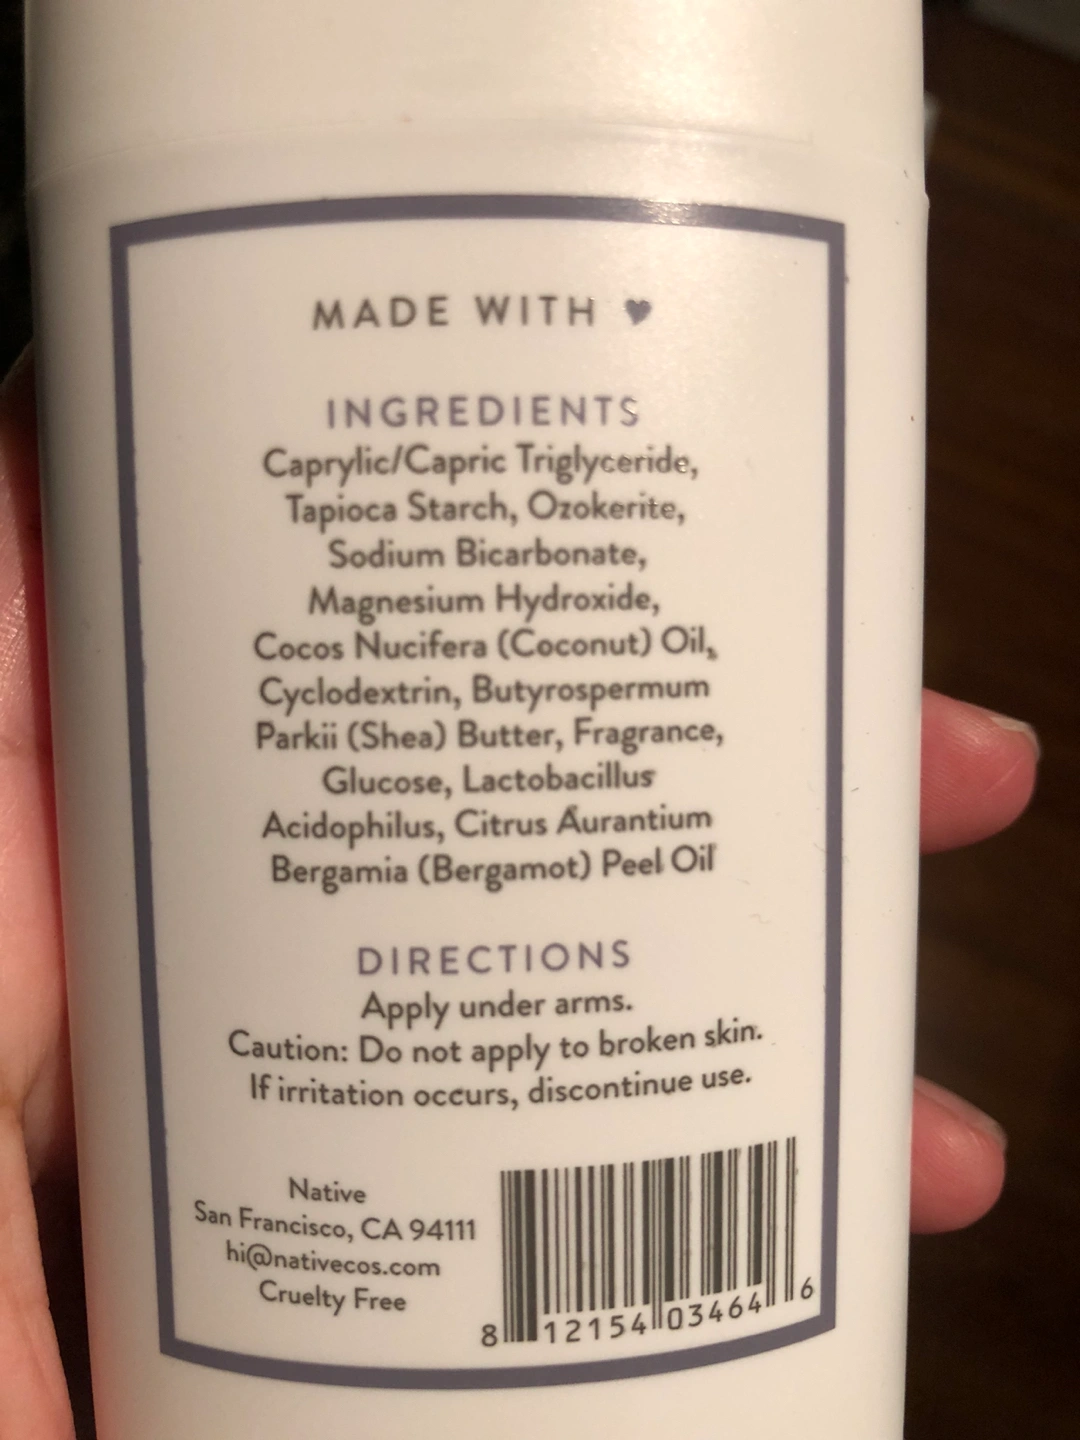 MADE WITH ♥
INGREDIENTS
Caprylic/Capric Triglyceride,
Tapioca Starch, Ozokerite,
Sodium Bicarbonate,
Magnesium Hydroxide,
Cocos Nucifera (Coconut) Oil,
Cyclodextrin, Butyrospermum
Parkii (Shea) Butter, Fragrance,
Glucose, Lactobacillus
Acidophilus, Citrus Aurantium
Bergamia (Bergamot) Peel Oil
DIRECTIONS
Apply under arms.
Caution: Do not apply to broken skin.
If irritation occurs, discontinue use.
Native
San Francisco, CA 94111
hi@nativecos.com
Cruelty Free
8 12154 03464 6